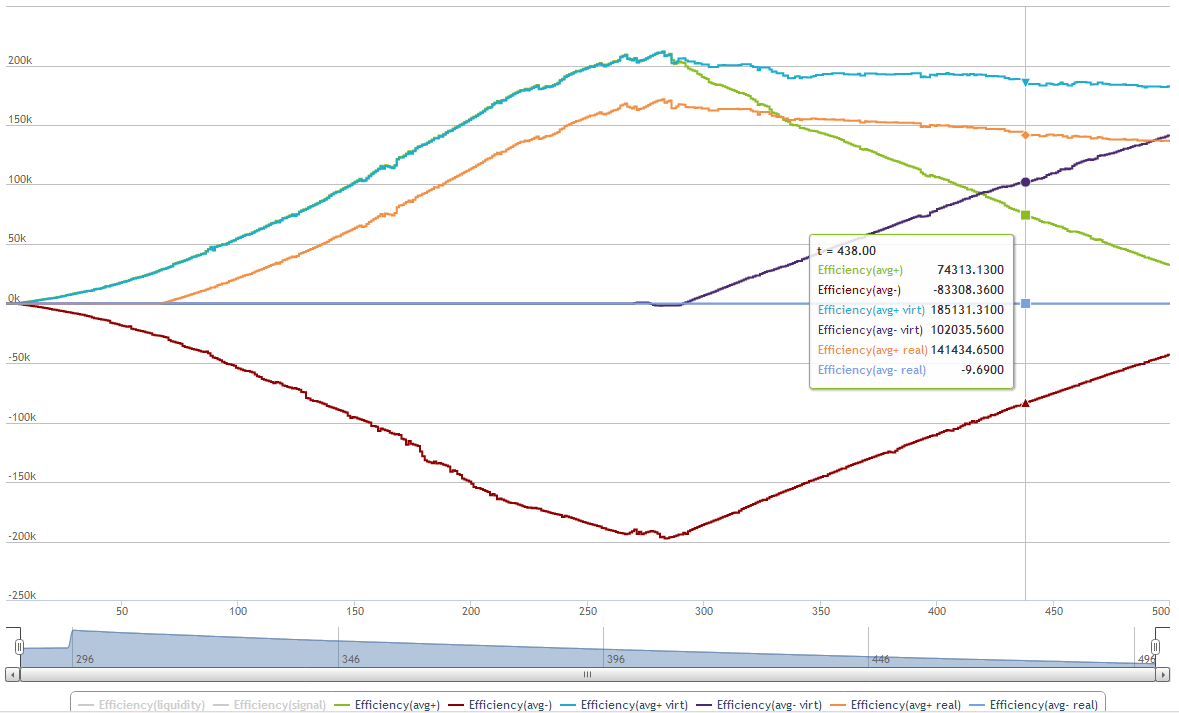 200k
150k
100k
50k
0k
-50k
-100k
-150k
-200k
-250k
t = 438.00
Efficiency(avg+) 74313.1300
Efficiency(avg-) -83308.3600
Efficiency(avg+ virt) 185131.3100
Efficiency(avg- virt) 102035.5600
Efficiency(avg+ real) 141434.6500
Efficiency(avg- real) -9.6900
50 100 150 200 250 300 350 400 450 500
296 346 396 446 496
Efficiency(liquidity) Efficiency(signal) Efficiency(avg+) Efficiency(avg-) Efficiency(avg+ virt) Efficiency(avg- virt) Efficiency(avg+ real) Efficiency(avg- real)